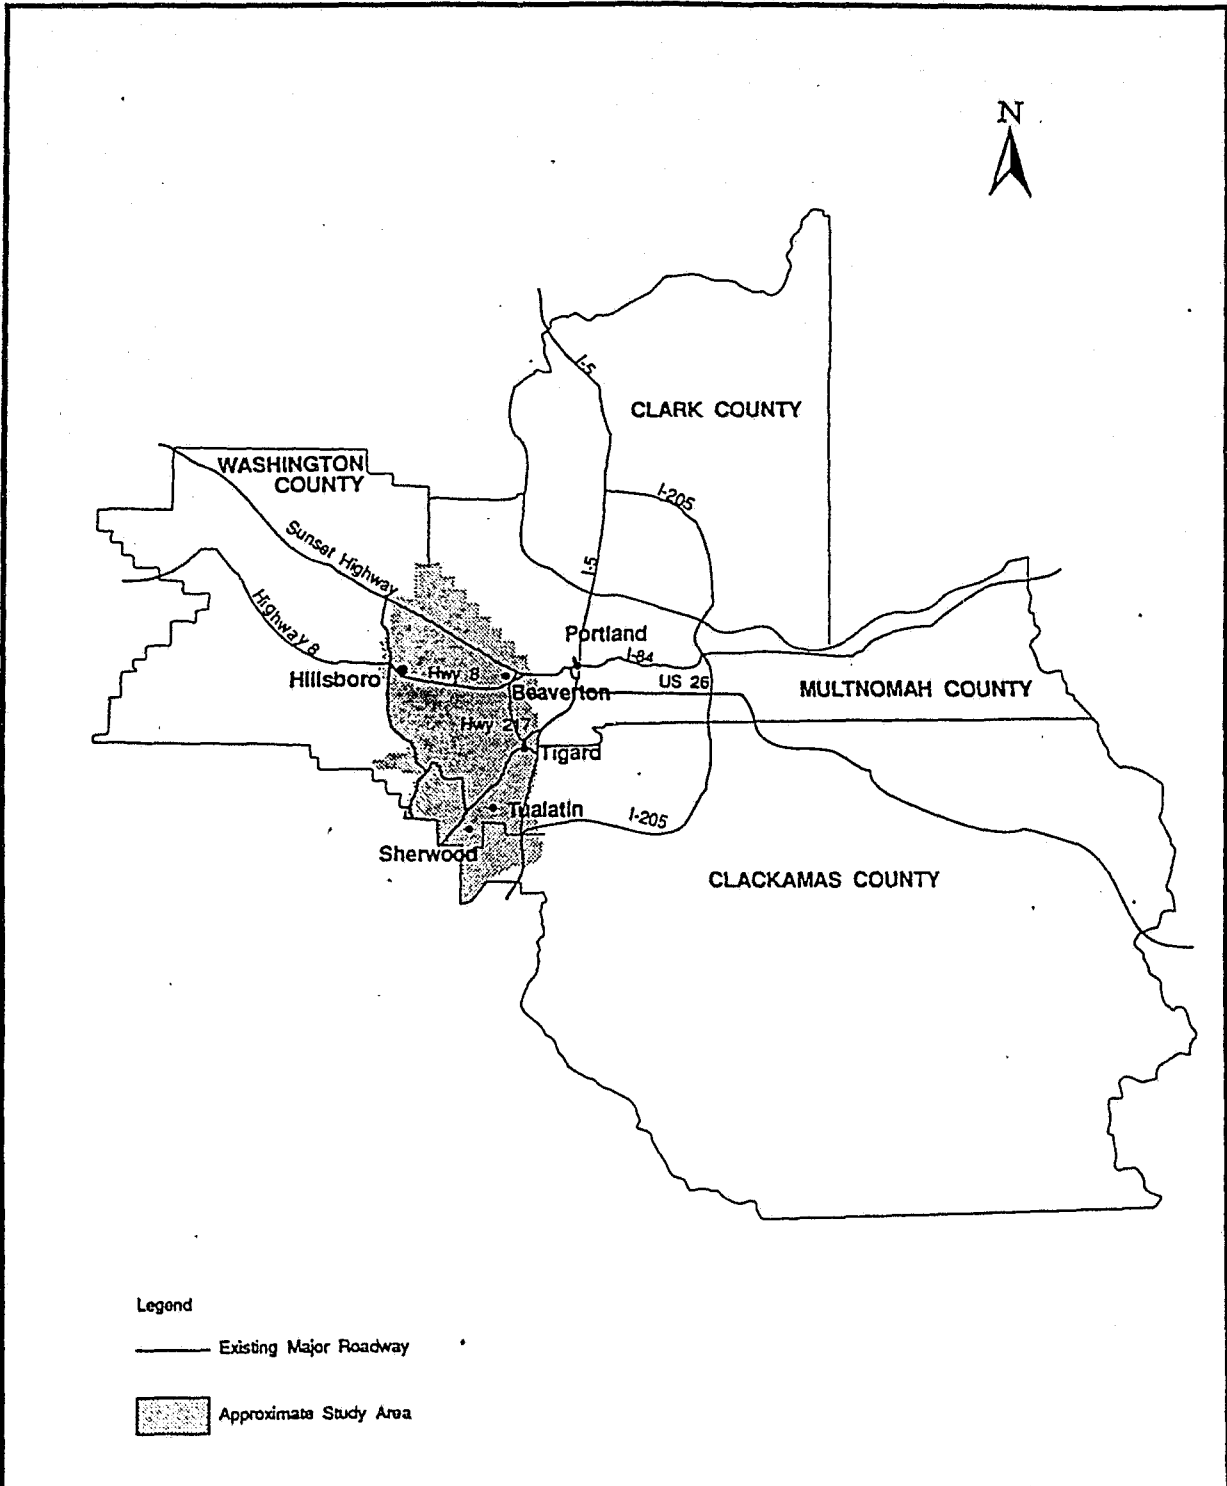 N
I-5
CLARK COUNTY
WASHINGTON
COUNTY
I-205
Sunset Highway
I-5
Highway 8
Portland
I-84
Hillsboro
Hwy 8
US 26
Beaverton
MULTNOMAH COUNTY
Hwy 217
Tigard
Tualatin
I-205
Sherwood
CLACKAMAS COUNTY
Legend
Existing Major Roadway
Approximate Study Area